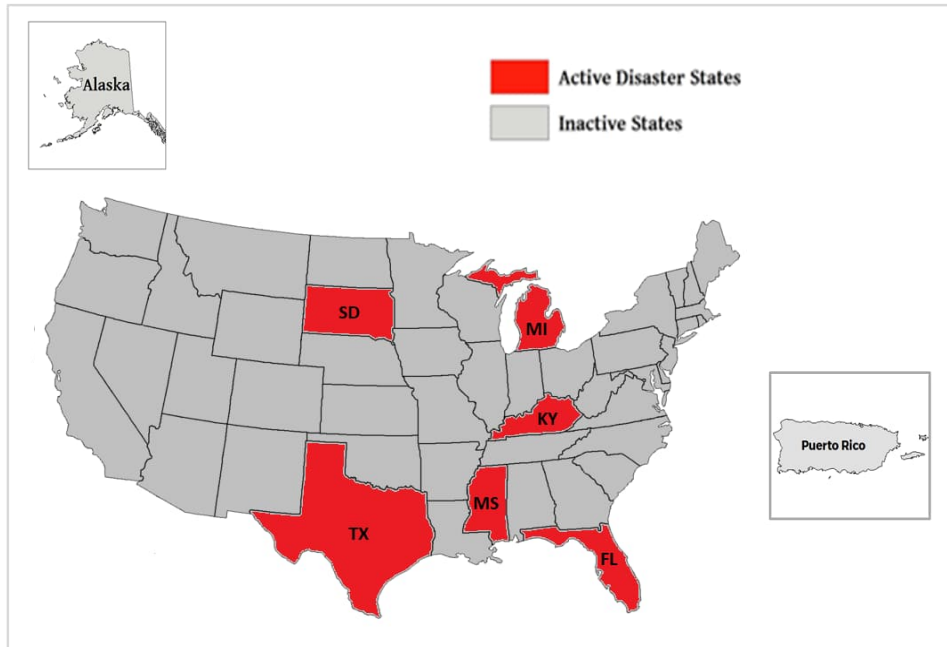 Alaska
Active Disaster States
Inactive States
SD
MI
KY
Puerto Rico
MS
TX
FL